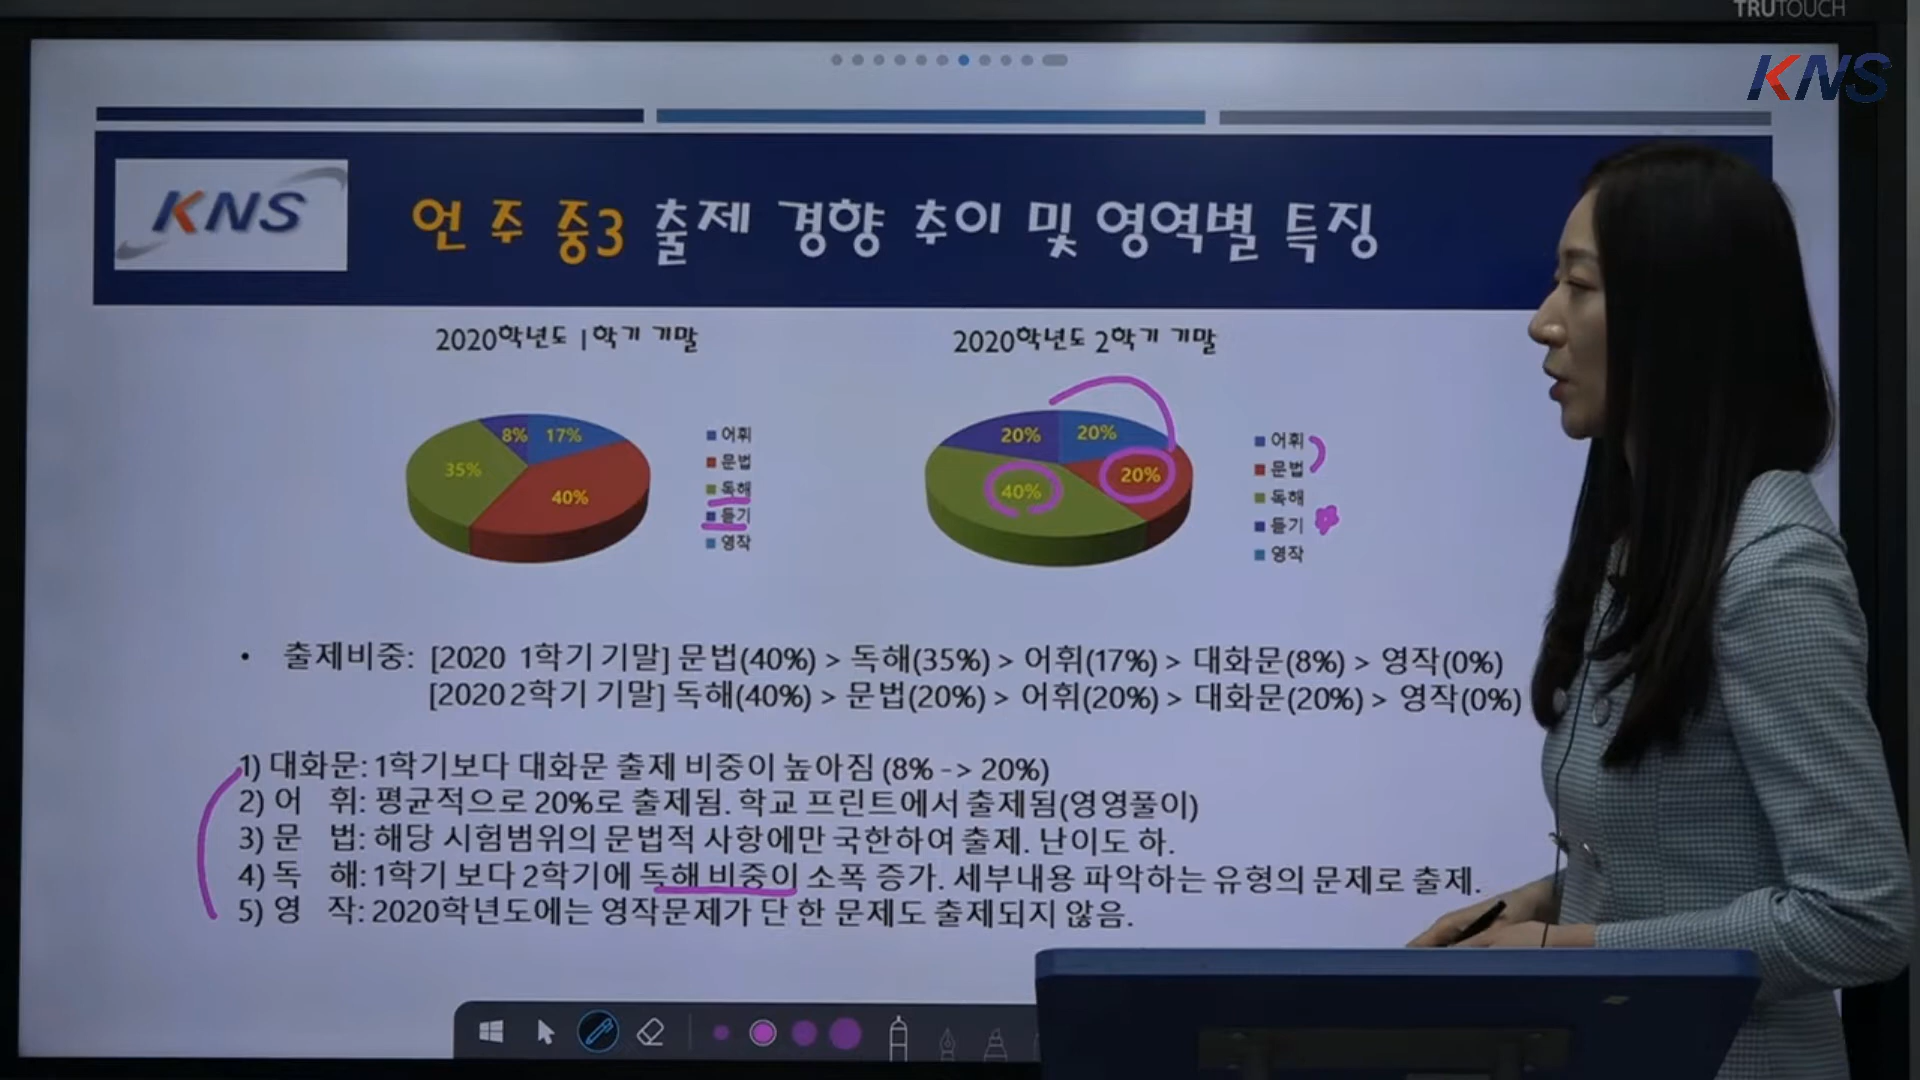 TRUTOUCH
KNS
KNS
언 주 중3 출제 경향 추이 및 영역별 특징
2020학년도 1학기 기말
2020학년도 2학기 기말
8% 17%
35%
40%
어휘
문법
독해
듣기
영작
20% 20%
40% 20%
어휘
문법
독해
듣기
영작
• 출제비중: [2020 1학기 기말] 문법(40%) > 독해(35%) > 어휘(17%) > 대화문(8%) > 영작(0%)
[2020 2학기 기말] 독해(40%) > 문법(20%) > 어휘(20%) > 대화문(20%) > 영작(0%)
1) 대화문: 1학기보다 대화문 출제 비중이 높아짐 (8% -> 20%)
2) 어 휘: 평균적으로 20%로 출제됨. 학교 프린트에서 출제됨(영영풀이)
3) 문 법: 해당 시험범위의 문법적 사항에만 국한하여 출제. 난이도 하.
4) 독 해: 1학기 보다 2학기에 독해 비중이 소폭 증가. 세부내용 파악하는 유형의 문제로 출제.
5) 영 작: 2020학년도에는 영작문제가 단 한 문제도 출제되지 않음.